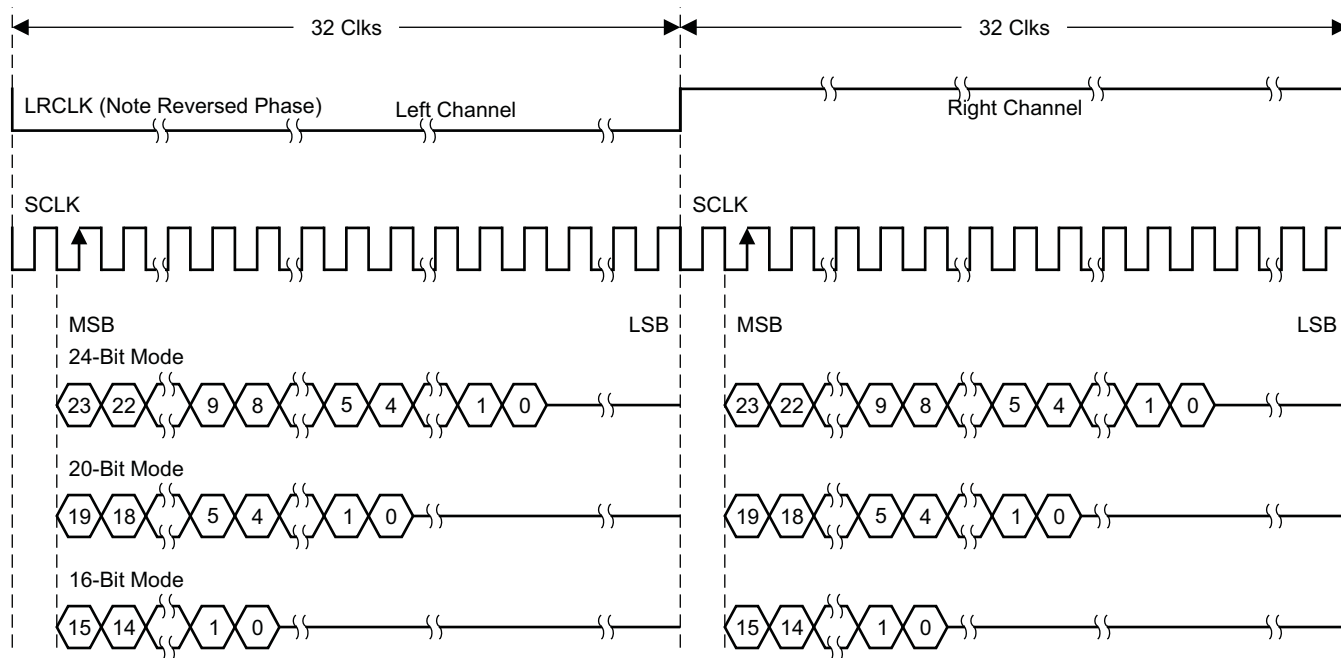 32 Clks 32 Clks
LRCLK (Note Reversed Phase) Left Channel Right Channel
SCLK SCLK
MSB LSB MSB LSB
24-Bit Mode
23 22 9 8 5 4 1 0 23 22 9 8 5 4 1 0
20-Bit Mode
19 18 5 4 1 0 19 18 5 4 1 0
16-Bit Mode
15 14 1 0 15 14 1 0